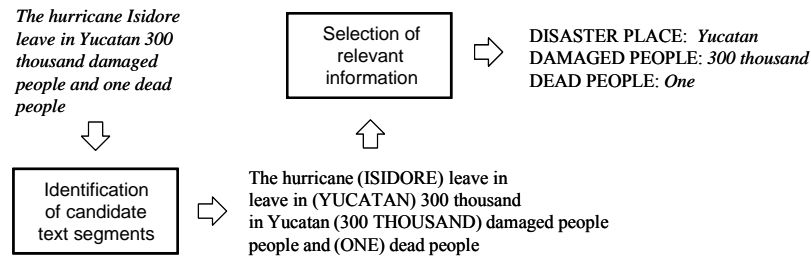 The hurricane Isidore
leave in Yucatan 300
thousand damaged
people and one dead
people
Identification
of candidate
text segments
The hurricane (ISIDORE) leave in
leave in (YUCATAN) 300 thousand
in Yucatan (300 THOUSAND) damaged people
people and (ONE) dead people
Selection of
relevant
information
DISASTER PLACE: Yucatan
DAMAGED PEOPLE: 300 thousand
DEAD PEOPLE: One